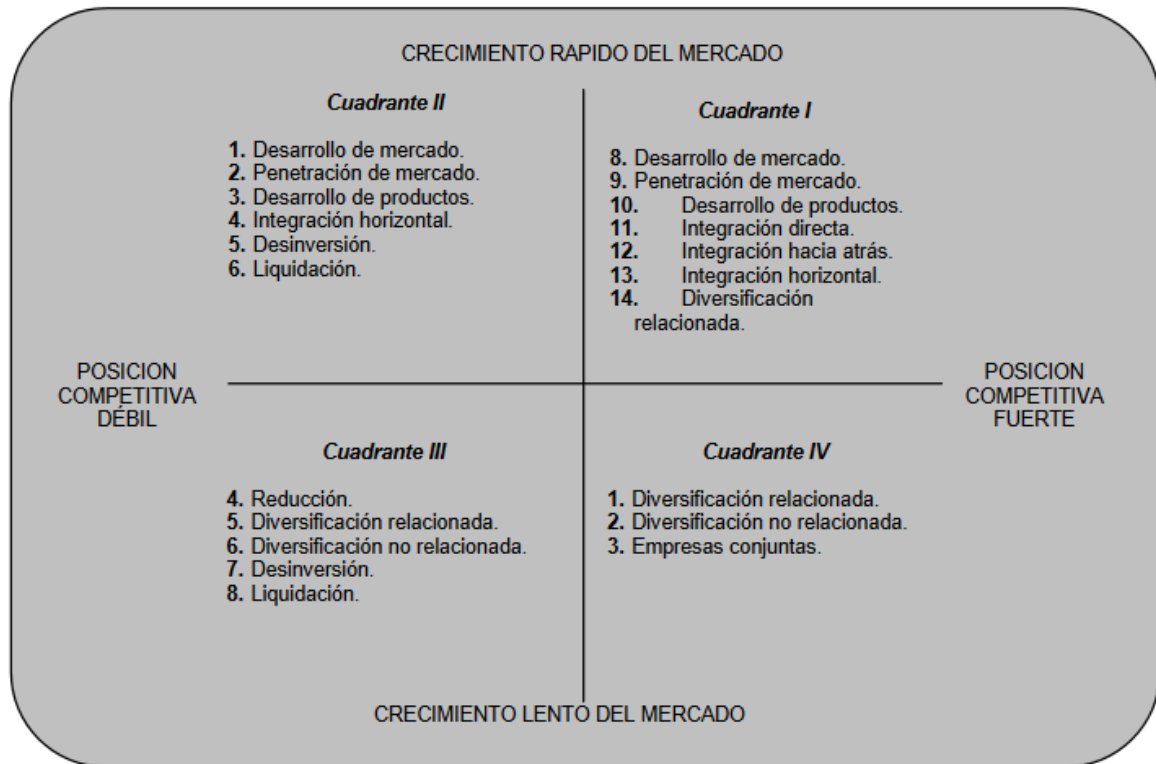 CRECIMIENTO RAPIDO DEL MERCADO
Cuadrante II
1. Desarrollo de mercado.
2. Penetración de mercado.
3. Desarrollo de productos.
4. Integración horizontal.
5. Desinversión.
6. Liquidación.
Cuadrante I
8. Desarrollo de mercado.
9. Penetración de mercado.
10. Desarrollo de productos.
11. Integración directa.
12. Integración hacia atrás.
13. Integración horizontal.
14. Diversificación
relacionada.
POSICION
COMPETITIVA
DÉBIL
POSICION
COMPETITIVA
FUERTE
Cuadrante III
4. Reducción.
5. Diversificación relacionada.
6. Diversificación no relacionada.
7. Desinversión.
8. Liquidación.
Cuadrante IV
1. Diversificación relacionada.
2. Diversificación no relacionada.
3. Empresas conjuntas.
CRECIMIENTO LENTO DEL MERCADO